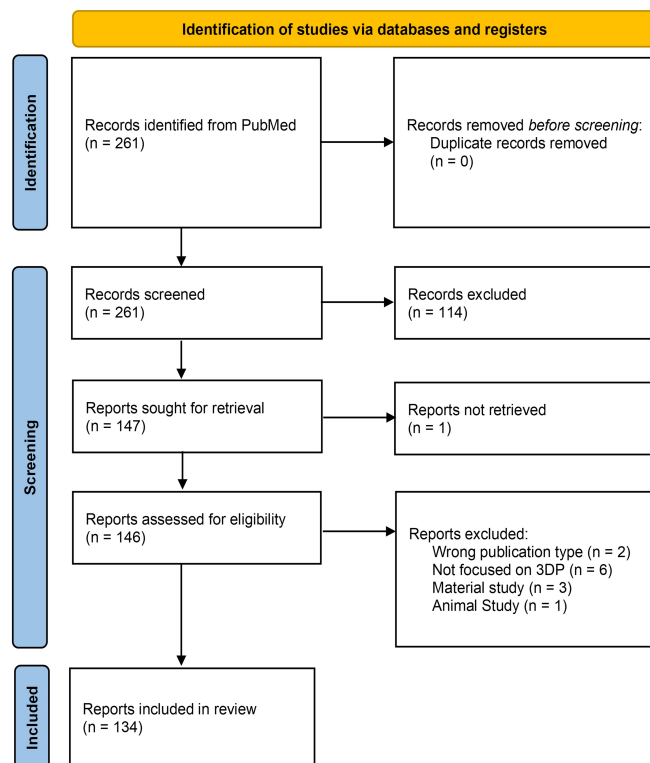 Identification of studies via databases and registers
Identification
Records identified from PubMed
(n = 261)
Records removed before screening:
Duplicate records removed
(n = 0)
Screening
Records screened
(n = 261)
Records excluded
(n = 114)
Reports sought for retrieval
(n = 147)
Reports not retrieved
(n = 1)
Reports assessed for eligibility
(n = 146)
Reports excluded:
Wrong publication type (n = 2)
Not focused on 3DP (n = 6)
Material study (n = 3)
Animal Study (n = 1)
Included
Reports included in review
(n = 134)